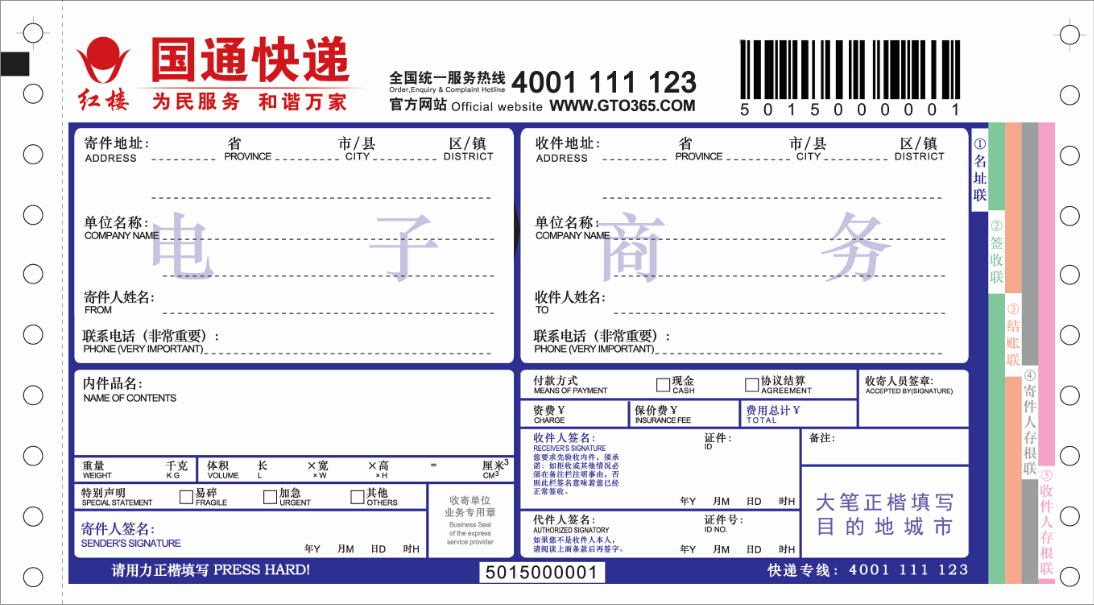 国通快递
红楼 为民服务 和谐万家
全国统一服务热线 4001 111 123
Order,Enquiry & Complaint Hotline
官方网站 Official website WWW.GTO365.COM
5015000001
寄件地址: 省 市/县 区/镇
ADDRESS PROVINCE CITY DISTRICT
单位名称:
COMPANY NAME
电子
寄件人姓名:
FROM
联系电话(非常重要):
PHONE (VERY IMPORTANT)
收件地址: 省 市/县 区/镇
ADDRESS PROVINCE CITY DISTRICT
单位名称:
COMPANY NAME
商务
收件人姓名:
TO
联系电话(非常重要):
PHONE (VERY IMPORTANT)
①名址联
②签收联
③结账联
④寄件人存根联
⑤收件人存根联
内件品名:
NAME OF CONTENTS
重量 千克 体积 长 ×宽 ×高 = 厘米³
WEIGHT K G VOLUME L ×W ×H CM³
特别声明 易碎 加急 其他
SPECIAL STATEMENT FRAGILE URGENT OTHERS
寄件人签名:
SENDER'S SIGNATURE
年Y 月M 日D 时H
收寄单位
业务专用章
Business Seal
of the express
service provider
付款方式 现金 协议结算
MEANS OF PAYMENT CASH AGREEMENT
收寄人员签章:
ACCEPTED BY(SIGNATURE)
资费¥ 保价费¥ 费用总计¥
CHARGE INSURANCE FEE TOTAL
收件人签名: 证件:
RECEIVER'S SIGNATURE ID
您要求先验收内件,须承
诺:如拒收或其他情况必
须在备注栏注明事由,否
则此栏签名意味着您已经
正常签收。
年Y 月M 日D 时H
备注:
代件人签名: 证件号:
AUTHORIZED SIGNATORY ID NO.
如果您不是收件人本人,
请阅读上面条款后再签字。
年Y 月M 日D 时H
大笔正楷填写
目的地城市
请用力正楷填写 PRESS HARD!
5015000001
快递专线: 4001 111 123